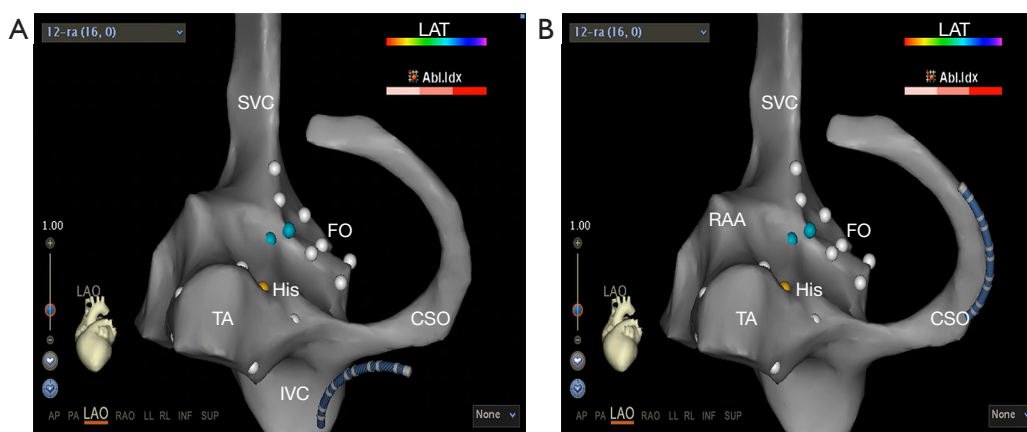 A
12-ra (16, 0)
LAT
Abl.Idx
SVC
FO
1.00
LAO
His
TA
CSO
IVC
AP PA LAO RAO LL RL INF SUP
None
B
12-ra (16, 0)
LAT
Abl.Idx
SVC
RAA
FO
1.00
LAO
His
TA
CSO
AP PA LAO RAO LL RL INF SUP
None